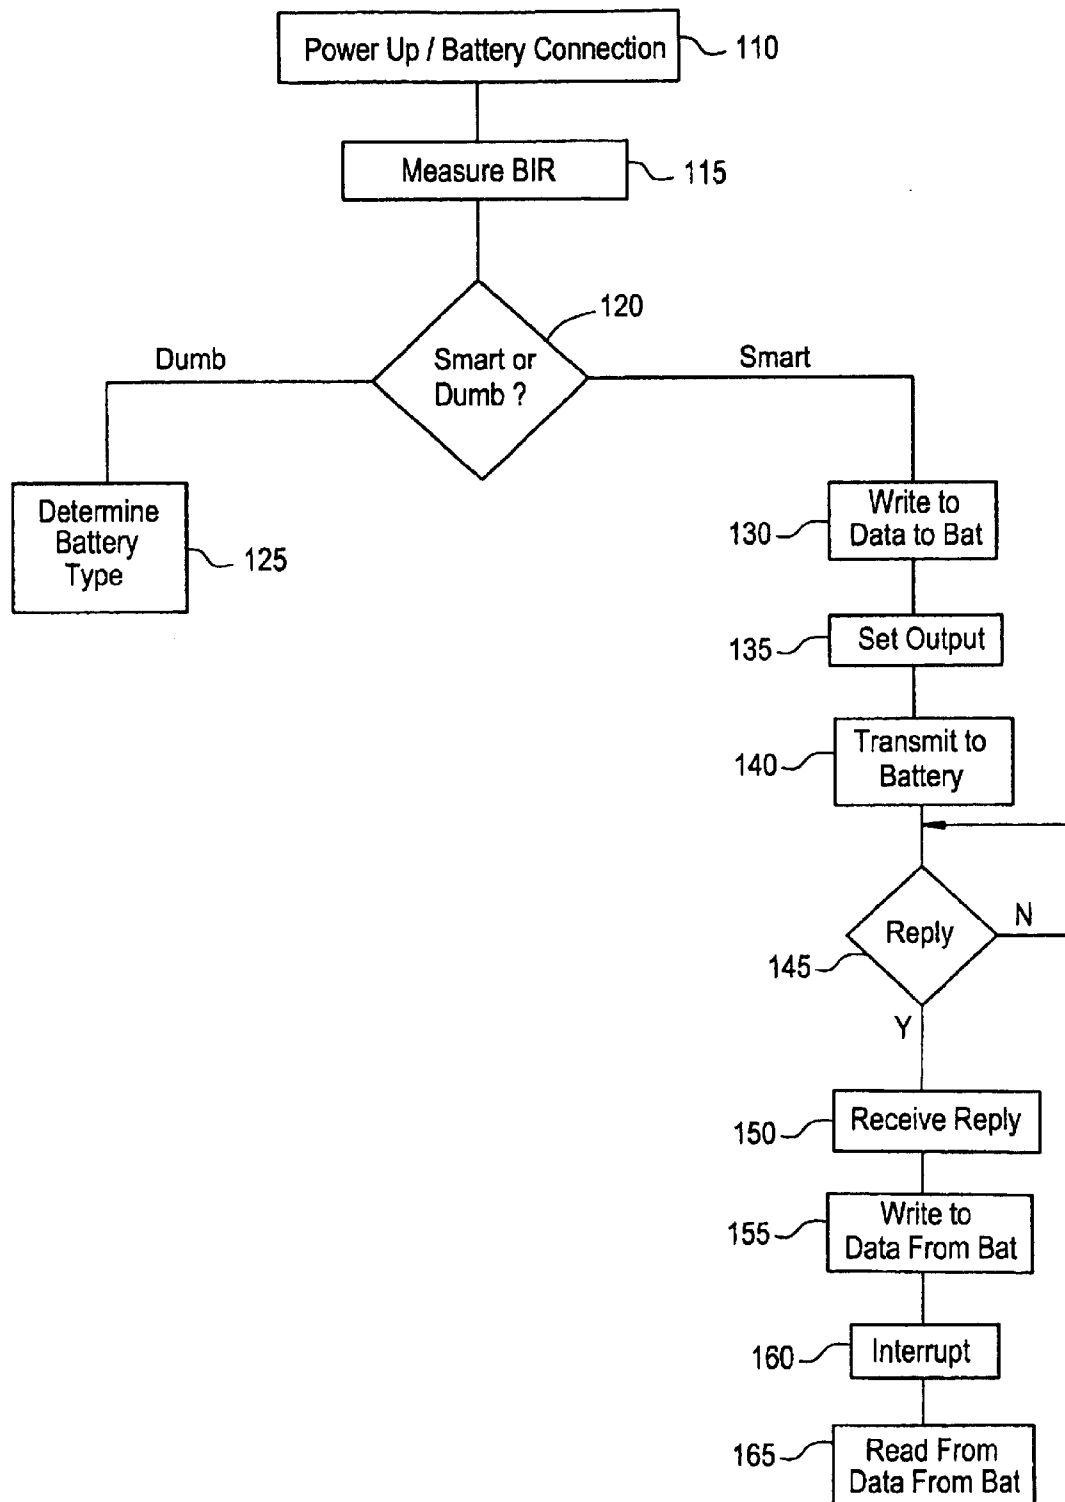 Power Up / Battery Connection
110
Measure BIR
115
120
Smart or
Dumb ?
Dumb
Smart
Determine
Battery
Type
125
Write to
Data to Bat
130
Set Output
135
Transmit to
Battery
140
Reply
N
145
Y
Receive Reply
150
Write to
Data From Bat
155
Interrupt
160
Read From
Data From Bat
165